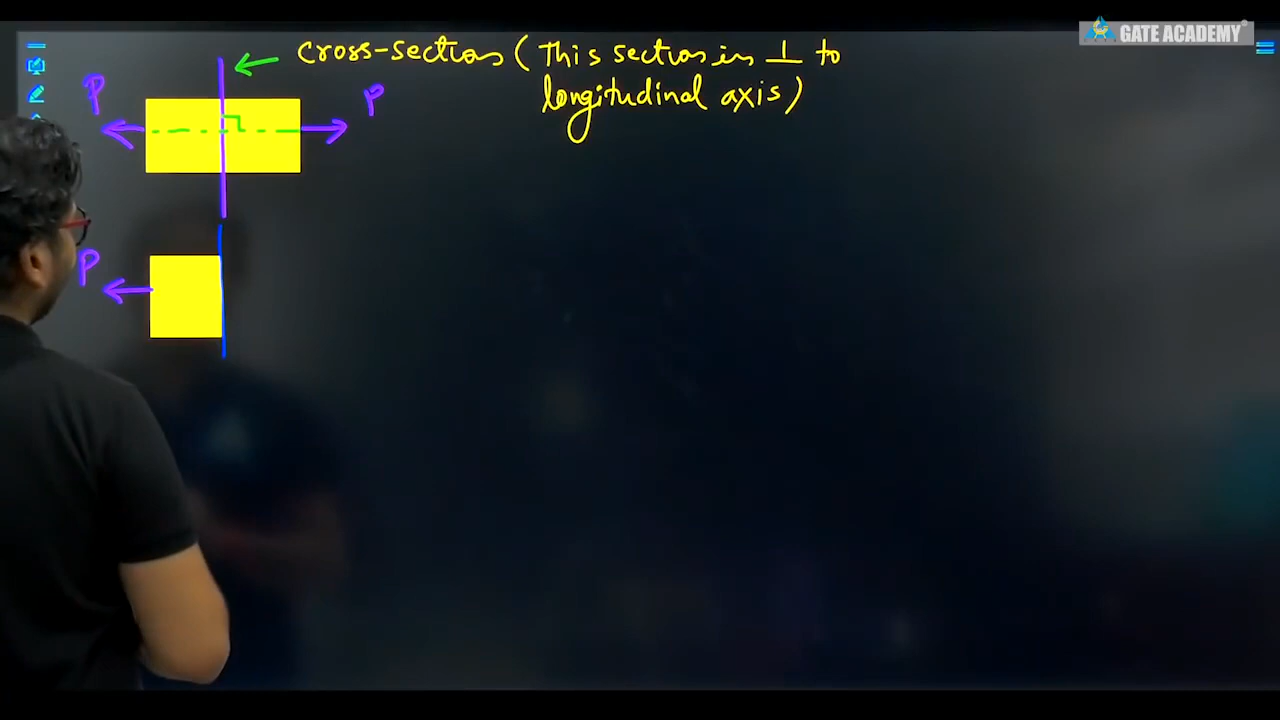 GATE ACADEMY
cross-section (This section is ⊥ to
longitudinal axis)
P
P
P